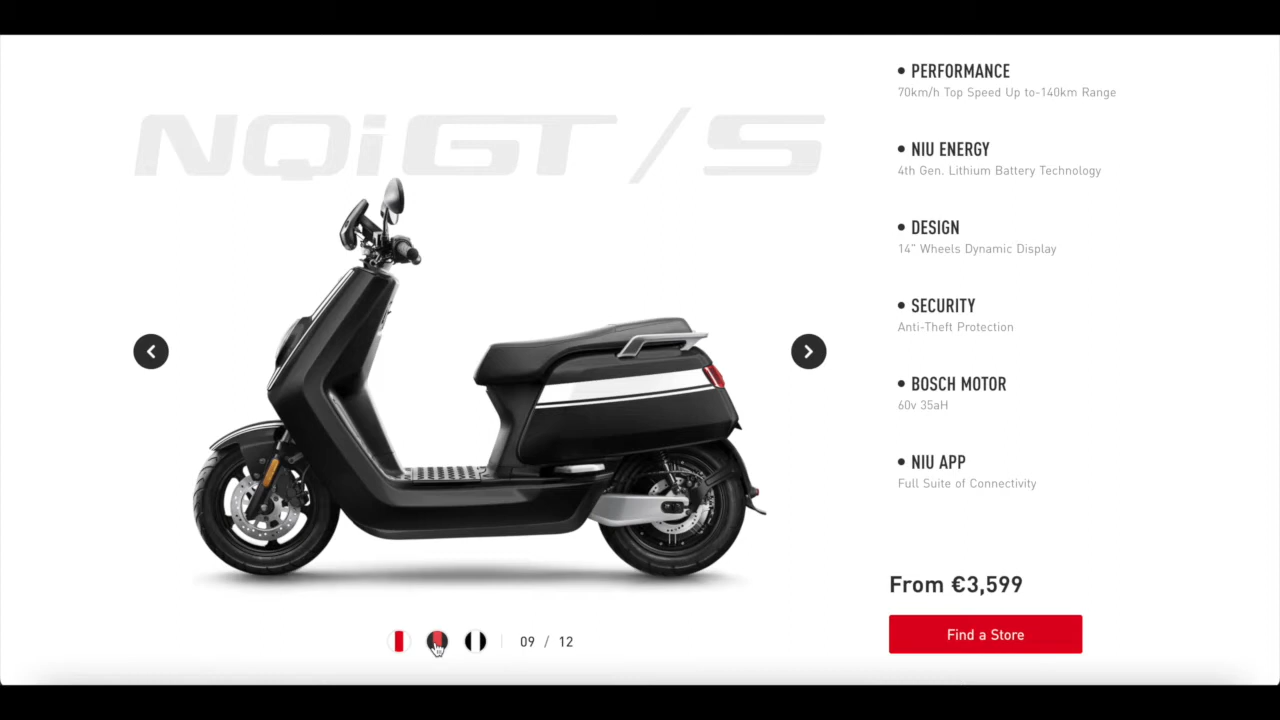 NQiGT/S
• PERFORMANCE
70km/h Top Speed Up to-140km Range
• NIU ENERGY
4th Gen. Lithium Battery Technology
• DESIGN
14" Wheels Dynamic Display
• SECURITY
Anti-Theft Protection
• BOSCH MOTOR
60v 35aH
• NIU APP
Full Suite of Connectivity
From €3,599
Find a Store
09 / 12